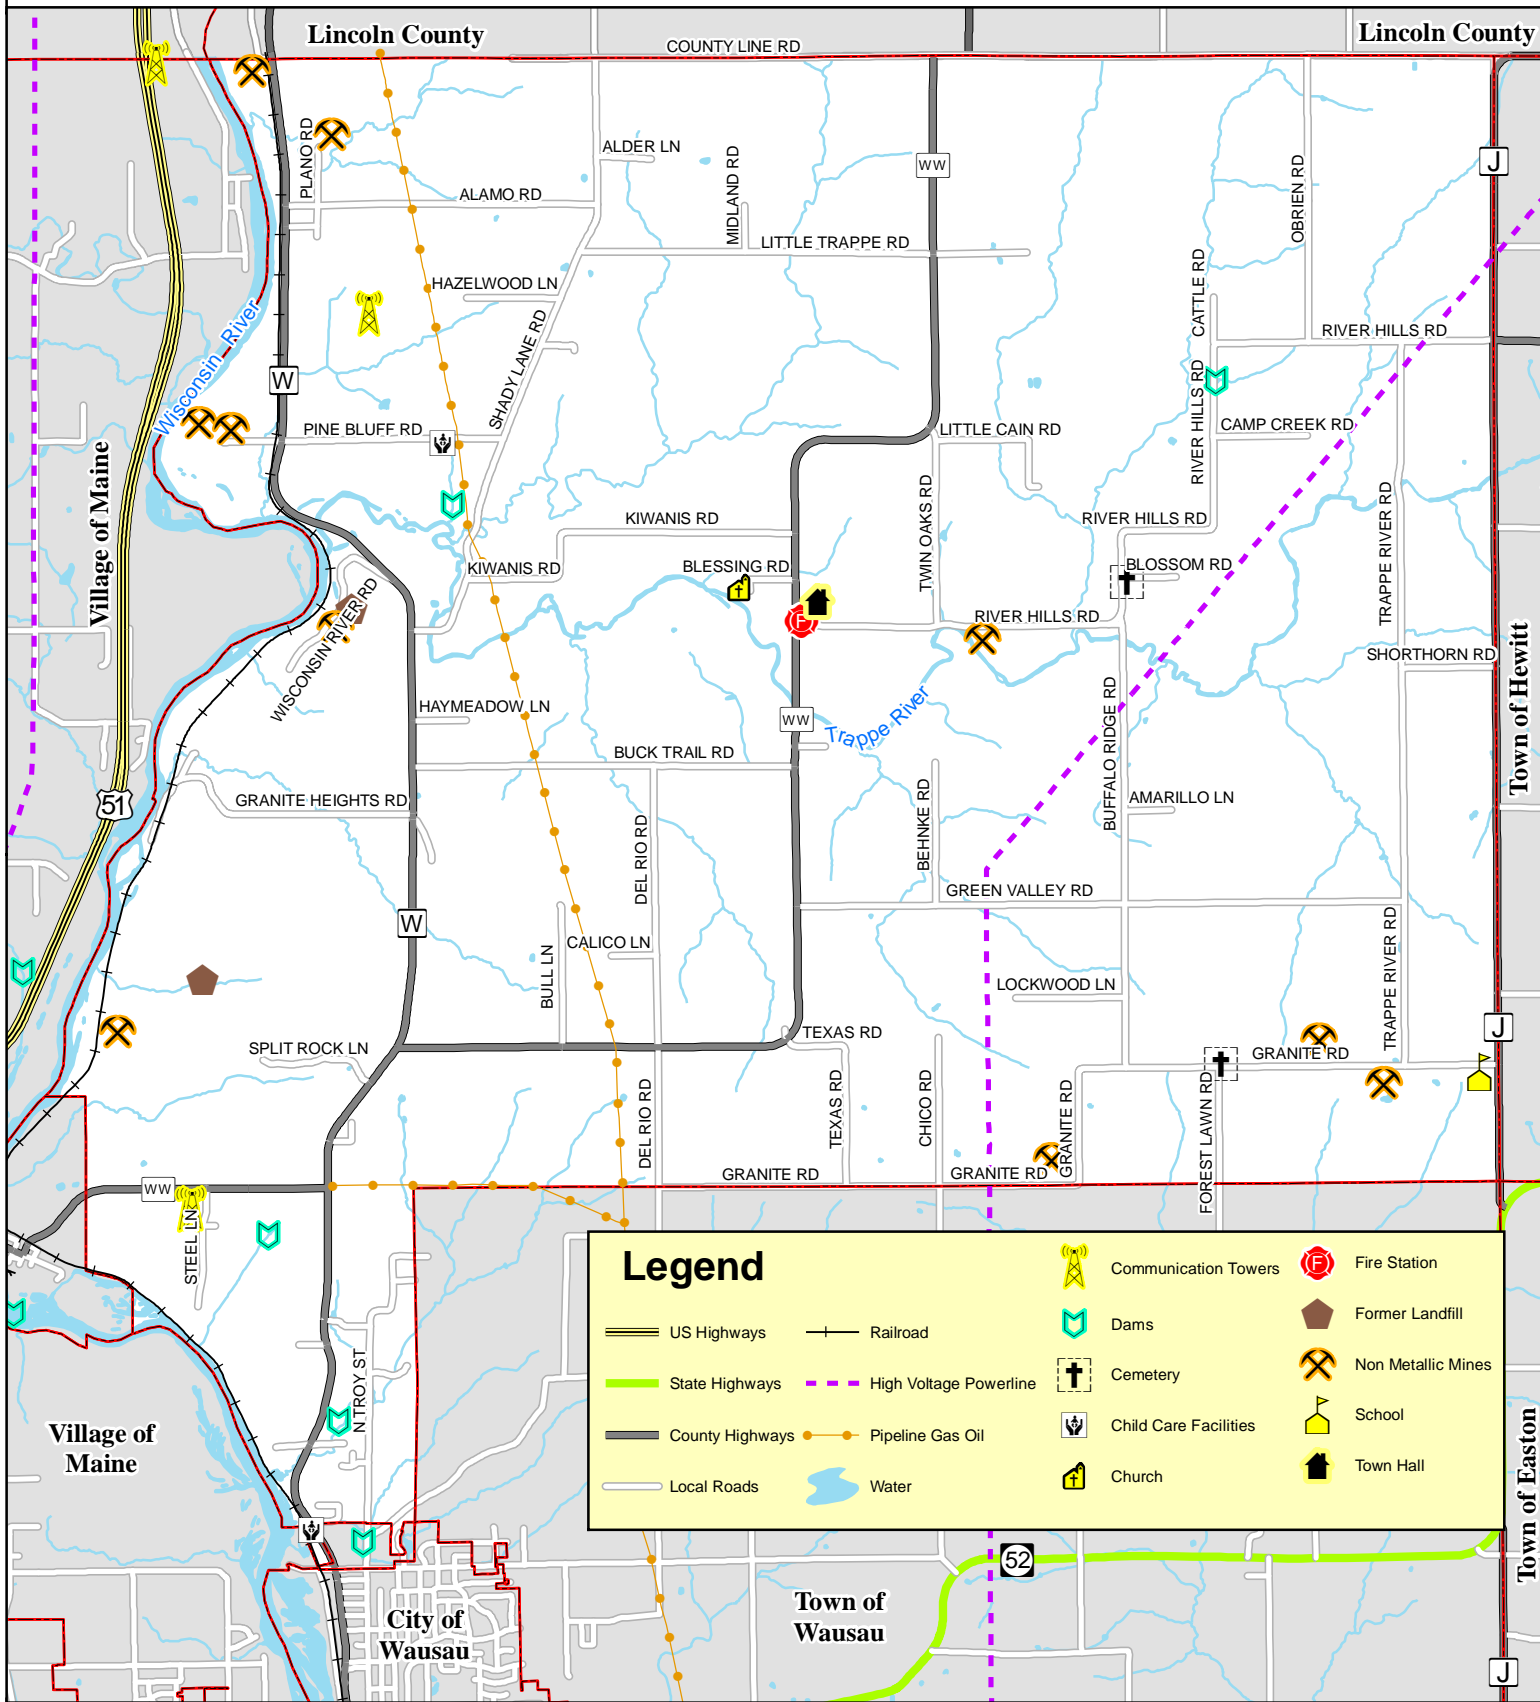 Lincoln County
Lincoln County
COUNTY LINE RD
PLANO RD
ALDER LN
MIDLAND RD
WW
OBRIEN RD
J
ALAMO RD
LITTLE TRAPPE RD
HAZELWOOD LN
CATTLE RD
Wisconsin River
SHADY LANE RD
RIVER HILLS RD
W
RIVER HILLS RD
PINE BLUFF RD
LITTLE CAIN RD
CAMP CREEK RD
Village of Maine
TWIN OAKS RD
TRAPPE RIVER RD
KIWANIS RD
RIVER HILLS RD
KIWANIS RD
BLESSING RD
BLOSSOM RD
WISCONSIN RIVER RD
F
RIVER HILLS RD
SHORTHORN RD
Town of Hewitt
HAYMEADOW LN
WW
Trappe River
BUFFALO RIDGE RD
BUCK TRAIL RD
51
GRANITE HEIGHTS RD
DEL RIO RD
BEHNKE RD
AMARILLO LN
GREEN VALLEY RD
W
BULL LN
CALICO LN
LOCKWOOD LN
TRAPPE RIVER RD
J
SPLIT ROCK LN
TEXAS RD
GRANITE RD
DEL RIO RD
TEXAS RD
CHICO RD
GRANITE RD
FOREST LAWN RD
GRANITE RD
GRANITE RD
WW
STEEL LN
N TROY ST
Legend
US Highways
State Highways
County Highways
Local Roads
Railroad
High Voltage Powerline
Pipeline Gas Oil
Water
Communication Towers
Dams
Cemetery
Child Care Facilities
Church
F
Fire Station
Former Landfill
Non Metallic Mines
School
Town Hall
Village of
Maine
Town of Easton
52
City of
Wausau
Town of
Wausau
J